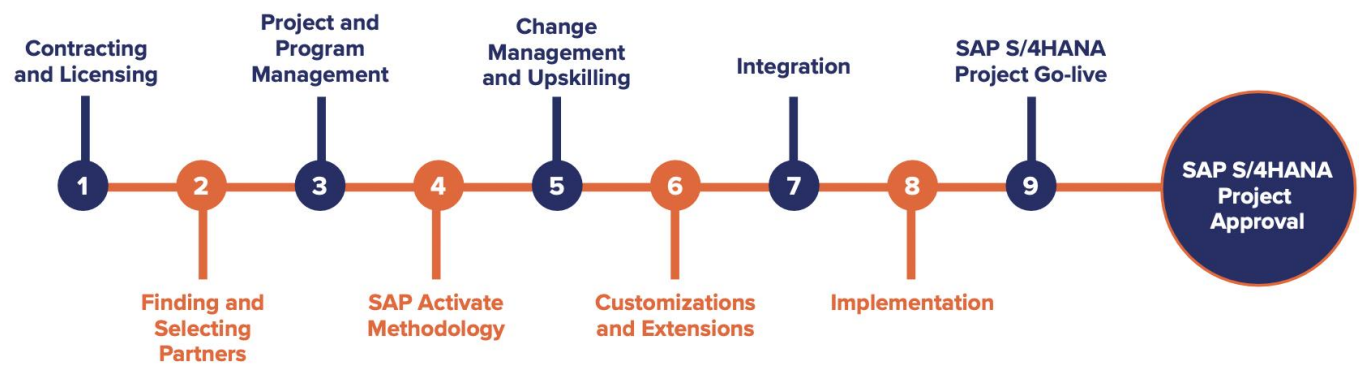 Contracting
and Licensing
Project and
Program
Management
Change
Management
and Upskilling
Integration
SAP S/4HANA
Project Go-live
1
2
3
4
5
6
7
8
9
SAP S/4HANA
Project
Approval
Finding and
Selecting
Partners
SAP Activate
Methodology
Customizations
and Extensions
Implementation